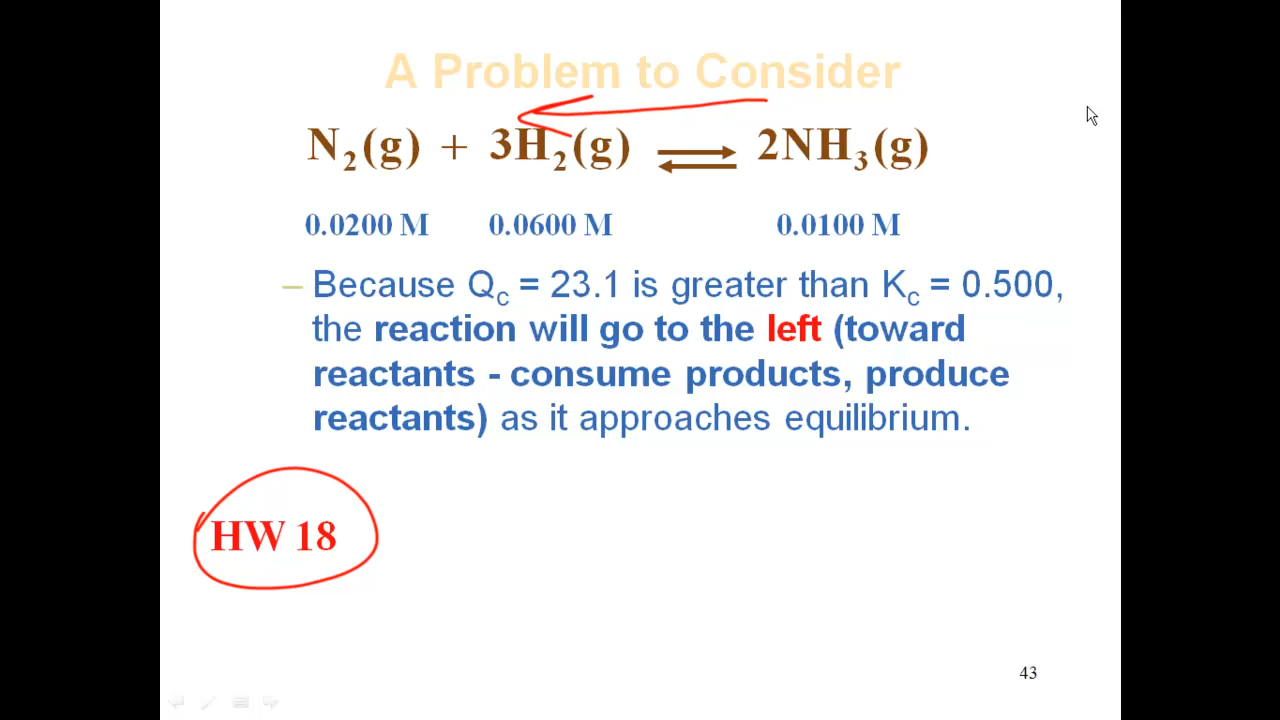 A Problem to Consider
N₂(g) + 3H₂(g) ⇌ 2NH₃(g)
0.0200 M 0.0600 M 0.0100 M
– Because Qc = 23.1 is greater than Kc = 0.500,
the reaction will go to the left (toward
reactants - consume products, produce
reactants) as it approaches equilibrium.
HW 18
43